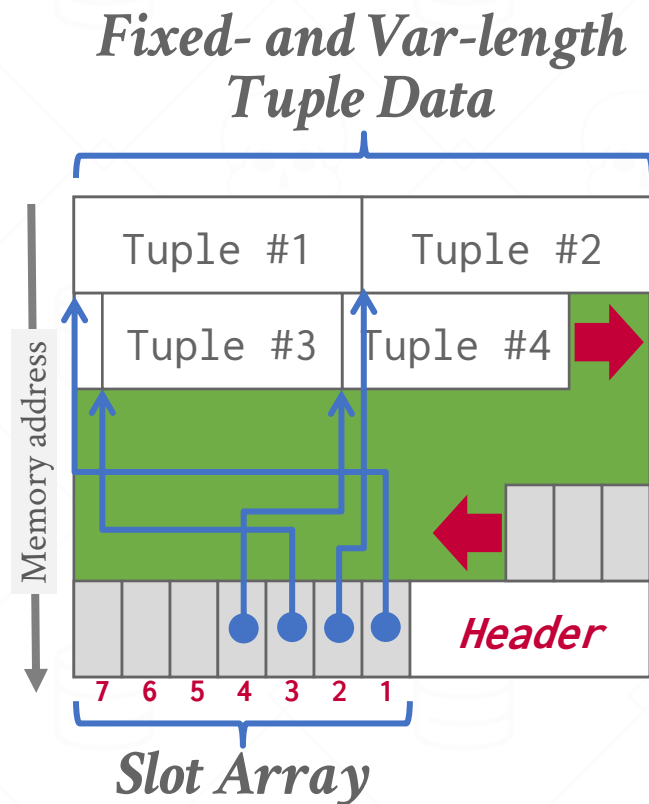 Fixed- and Var-length
Tuple Data
Memory address
Tuple #1
Tuple #2
Tuple #3
Tuple #4
Header
7 6 5 4 3 2 1
Slot Array